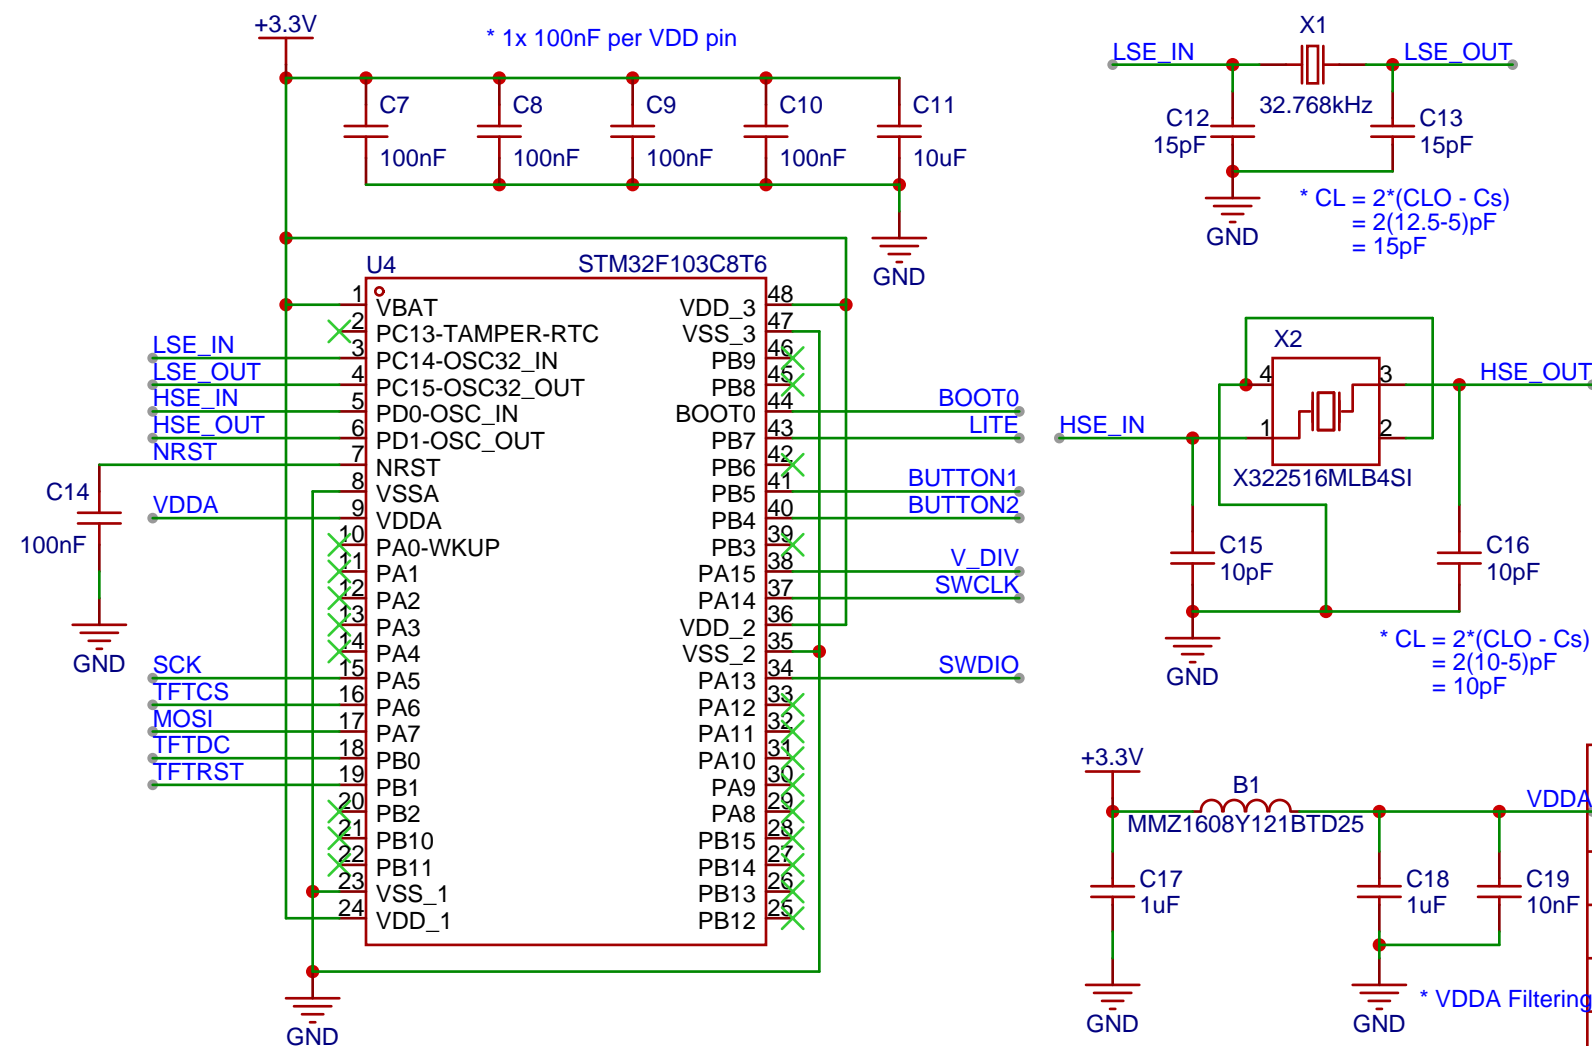 +3.3V
* 1x 100nF per VDD pin
C7
100nF
C8
100nF
C9
100nF
C10
100nF
C11
10uF
GND
U4
STM32F103C8T6
1 VBAT
2 PC13-TAMPER-RTC
LSE_IN 3 PC14-OSC32_IN
LSE_OUT 4 PC15-OSC32_OUT
HSE_IN 5 PD0-OSC_IN
HSE_OUT 6 PD1-OSC_OUT
NRST 7 NRST
8 VSSA
VDDA 9 VDDA
10 PA0-WKUP
11 PA1
12 PA2
13 PA3
14 PA4
SCK 15 PA5
TFTCS 16 PA6
MOSI 17 PA7
TFTDC 18 PB0
TFTRST 19 PB1
20 PB2
21 PB10
22 PB11
23 VSS_1
24 VDD_1
VDD_3 48
VSS_3 47
PB9 46
PB8 45
BOOT0 44 BOOT0
PB7 43 LITE
PB6 42
PB5 41 BUTTON1
PB4 40 BUTTON2
PB3 39
PA15 38 V_DIV
PA14 37 SWCLK
VDD_2 36
VSS_2 35
PA13 34 SWDIO
PA12 33
PA11 32
PA10 31
PA9 30
PA8 29
PB15 28
PB14 27
PB13 26
PB12 25
C14
100nF
GND
GND
X1
LSE_IN
LSE_OUT
32.768kHz
C12
15pF
C13
15pF
GND
* CL = 2*(CLO - Cs)
= 2(12.5-5)pF
= 15pF
X2
4
3
HSE_OUT
HSE_IN
1
2
X322516MLB4SI
C15
10pF
C16
10pF
GND
* CL = 2*(CLO - Cs)
= 2(10-5)pF
= 10pF
+3.3V
B1
VDDA
MMZ1608Y121BTD25
C17
1uF
C18
1uF
C19
10nF
GND
GND
* VDDA Filtering